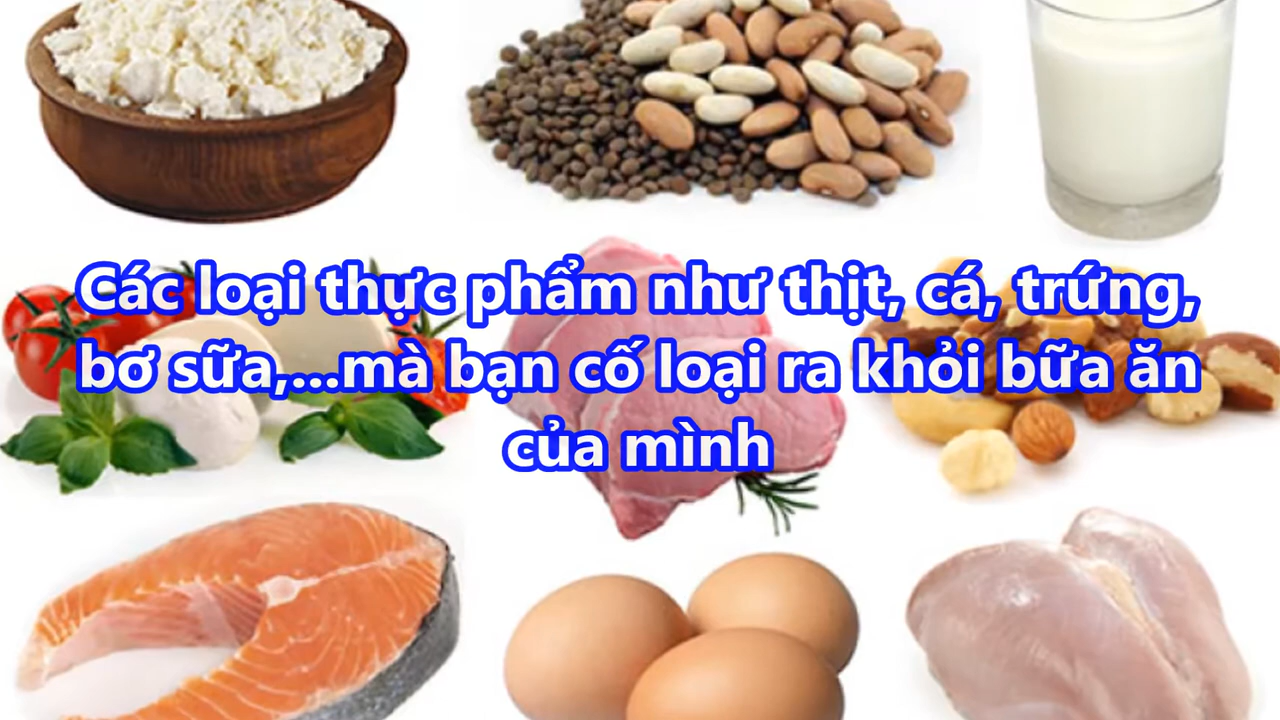 Các loại thực phẩm như thịt, cá, trứng,
bơ sữa,...mà bạn cố loại ra khỏi bữa ăn
của mình